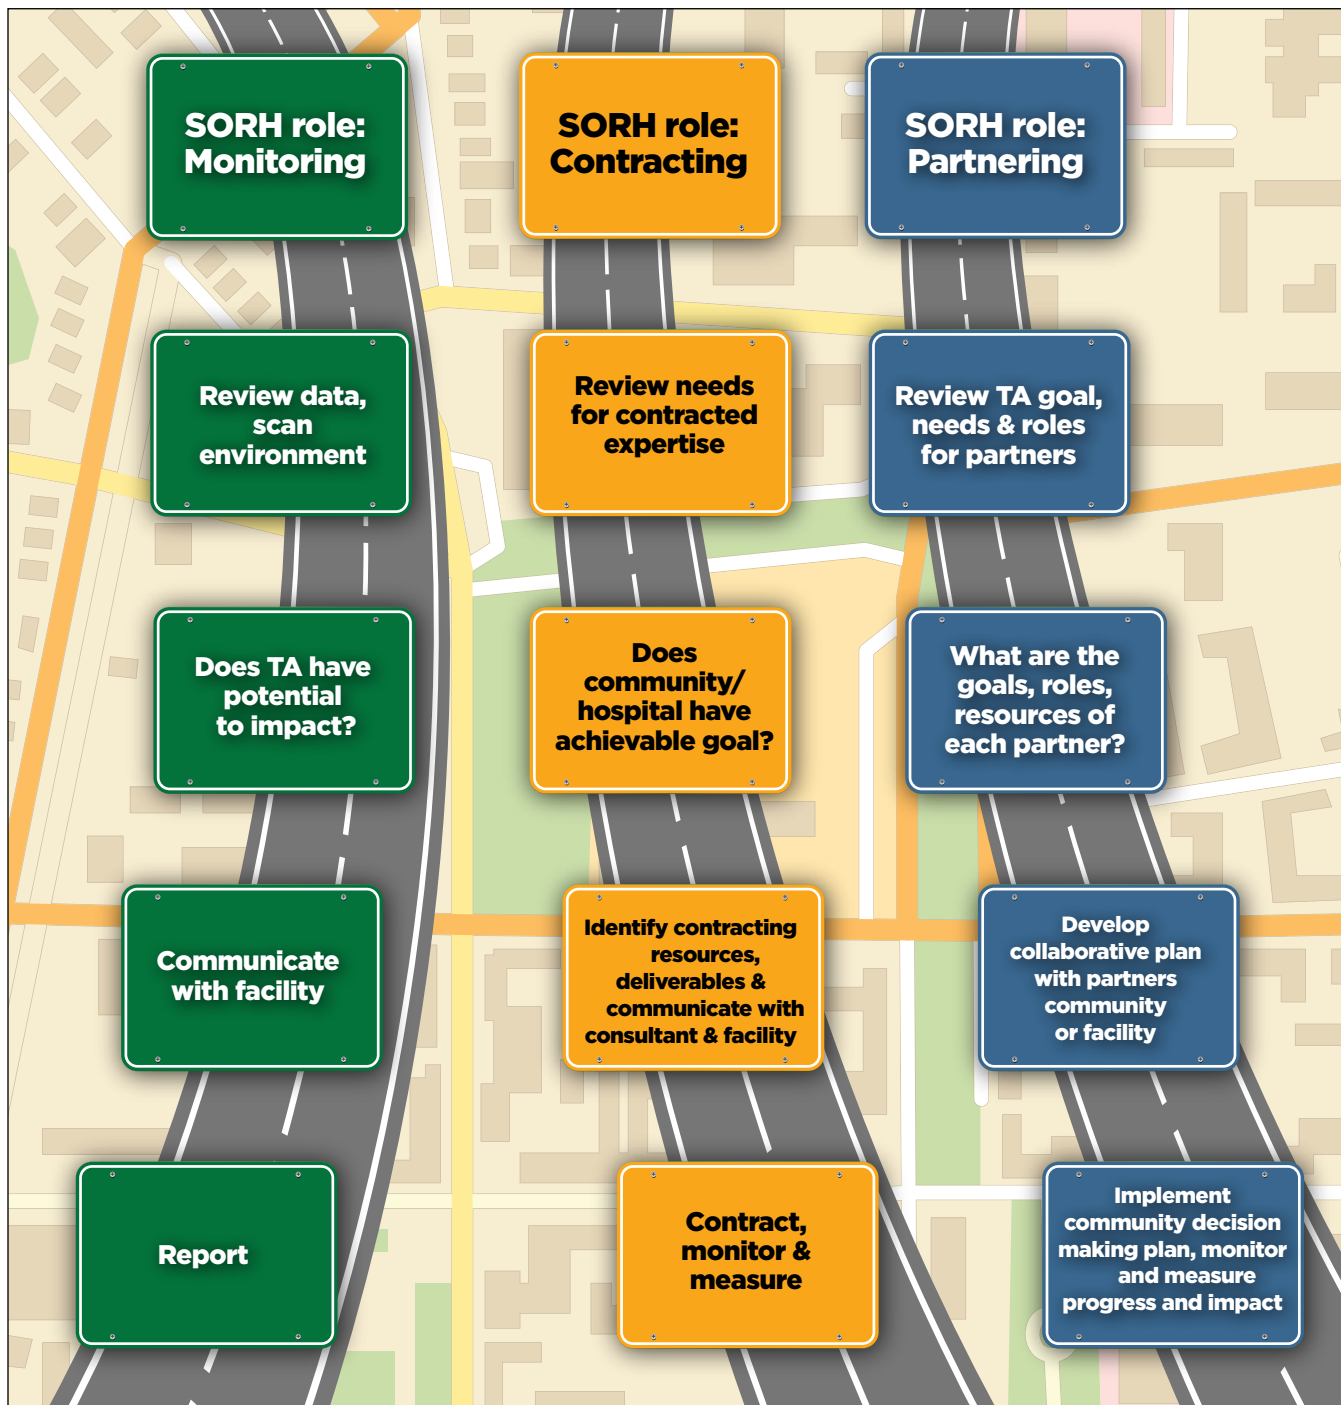 SORH role:
Monitoring
Review data,
scan
environment
Does TA have
potential
to impact?
Communicate
with facility
Report
SORH role:
Contracting
Review needs
for contracted
expertise
Does
community/
hospital have
achievable goal?
Identify contracting
resources,
deliverables &
communicate with
consultant & facility
Contract,
monitor &
measure
SORH role:
Partnering
Review TA goal,
needs & roles
for partners
What are the
goals, roles,
resources of
each partner?
Develop
collaborative plan
with partners
community
or facility
Implement
community decision
making plan, monitor
and measure
progress and impact